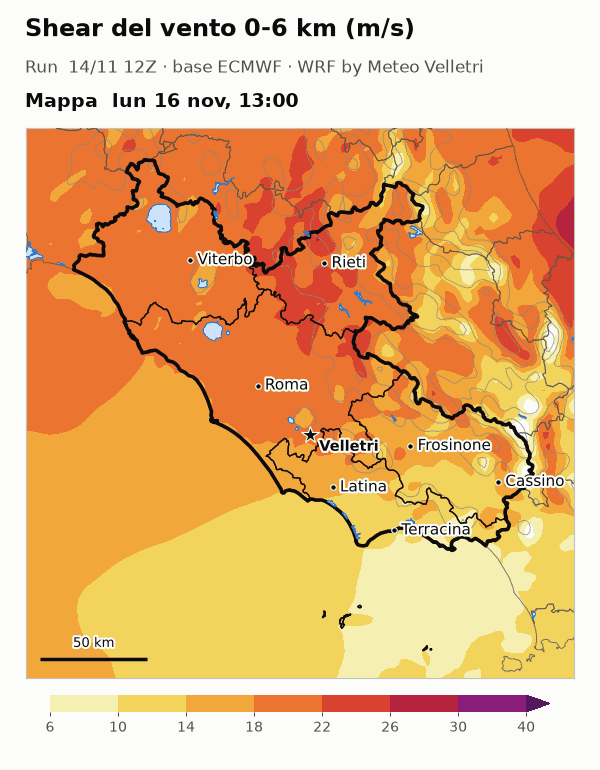 Shear del vento 0-6 km (m/s)
Run 14/11 12Z · base ECMWF · WRF by Meteo Velletri
Mappa lun 16 nov, 13:00
Viterbo
Rieti
Roma
Velletri
Frosinone
Latina
Cassino
Terracina
50 km
6 10 14 18 22 26 30 40